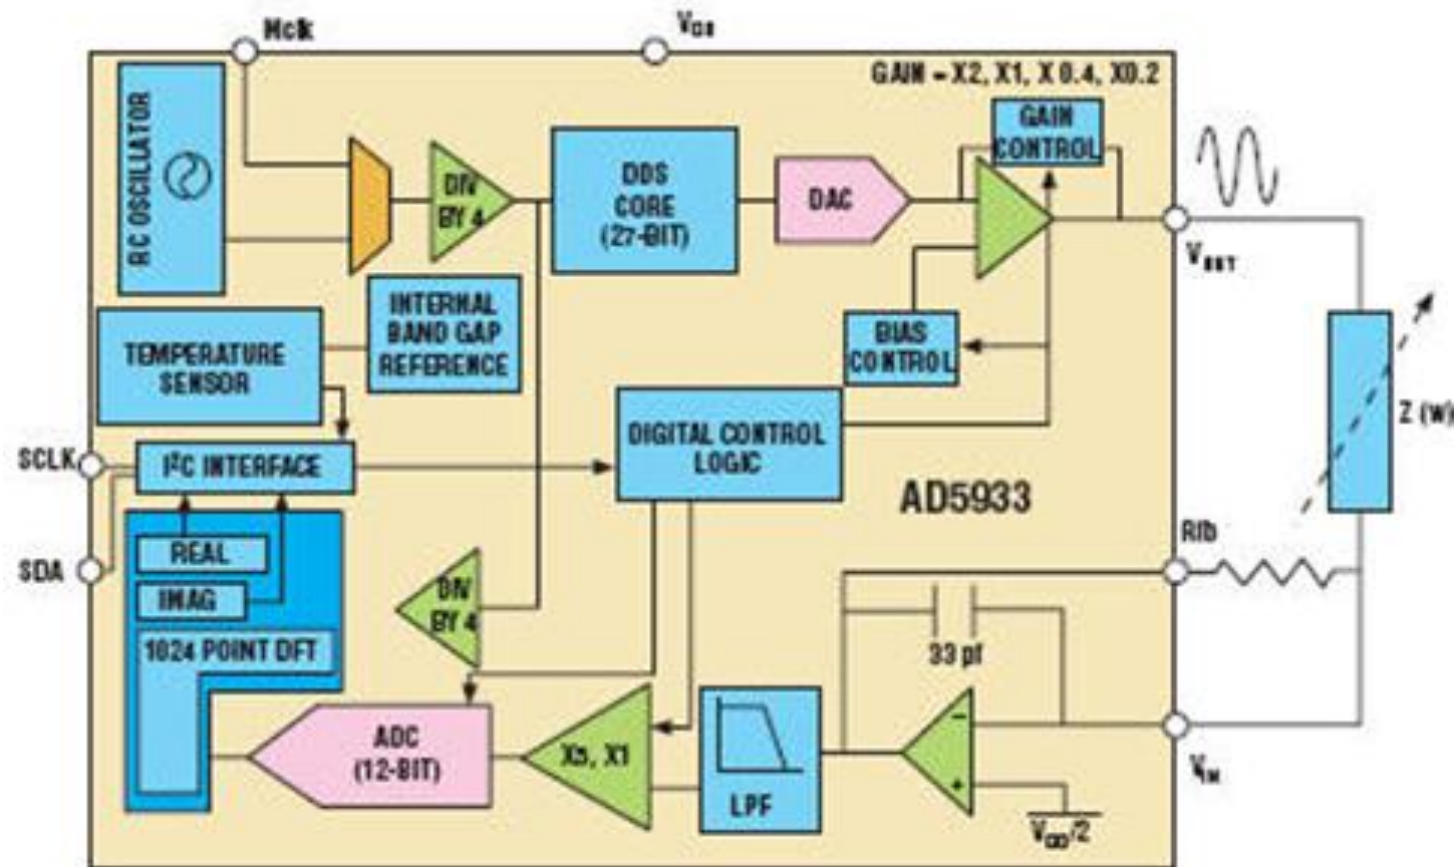 Mclk
GAIN = X2, X1, X 0.4, X0.2
RC OSCILLATOR
DIV
BY 4
DDS
CORE
(27-BIT)
DAC
GAIN
CONTROL
VOUT
TEMPERATURE
SENSOR
INTERNAL
BAND GAP
REFERENCE
BIAS
CONTROL
Z (W)
SCLK
I²C INTERFACE
DIGITAL CONTROL
LOGIC
AD5933
Rfb
SDA
REAL
IMAG
1024 POINT DFT
DIV
BY 4
33 pf
ADC
(12-BIT)
X5, X1
LPF
−
+
VIN
VDD/2